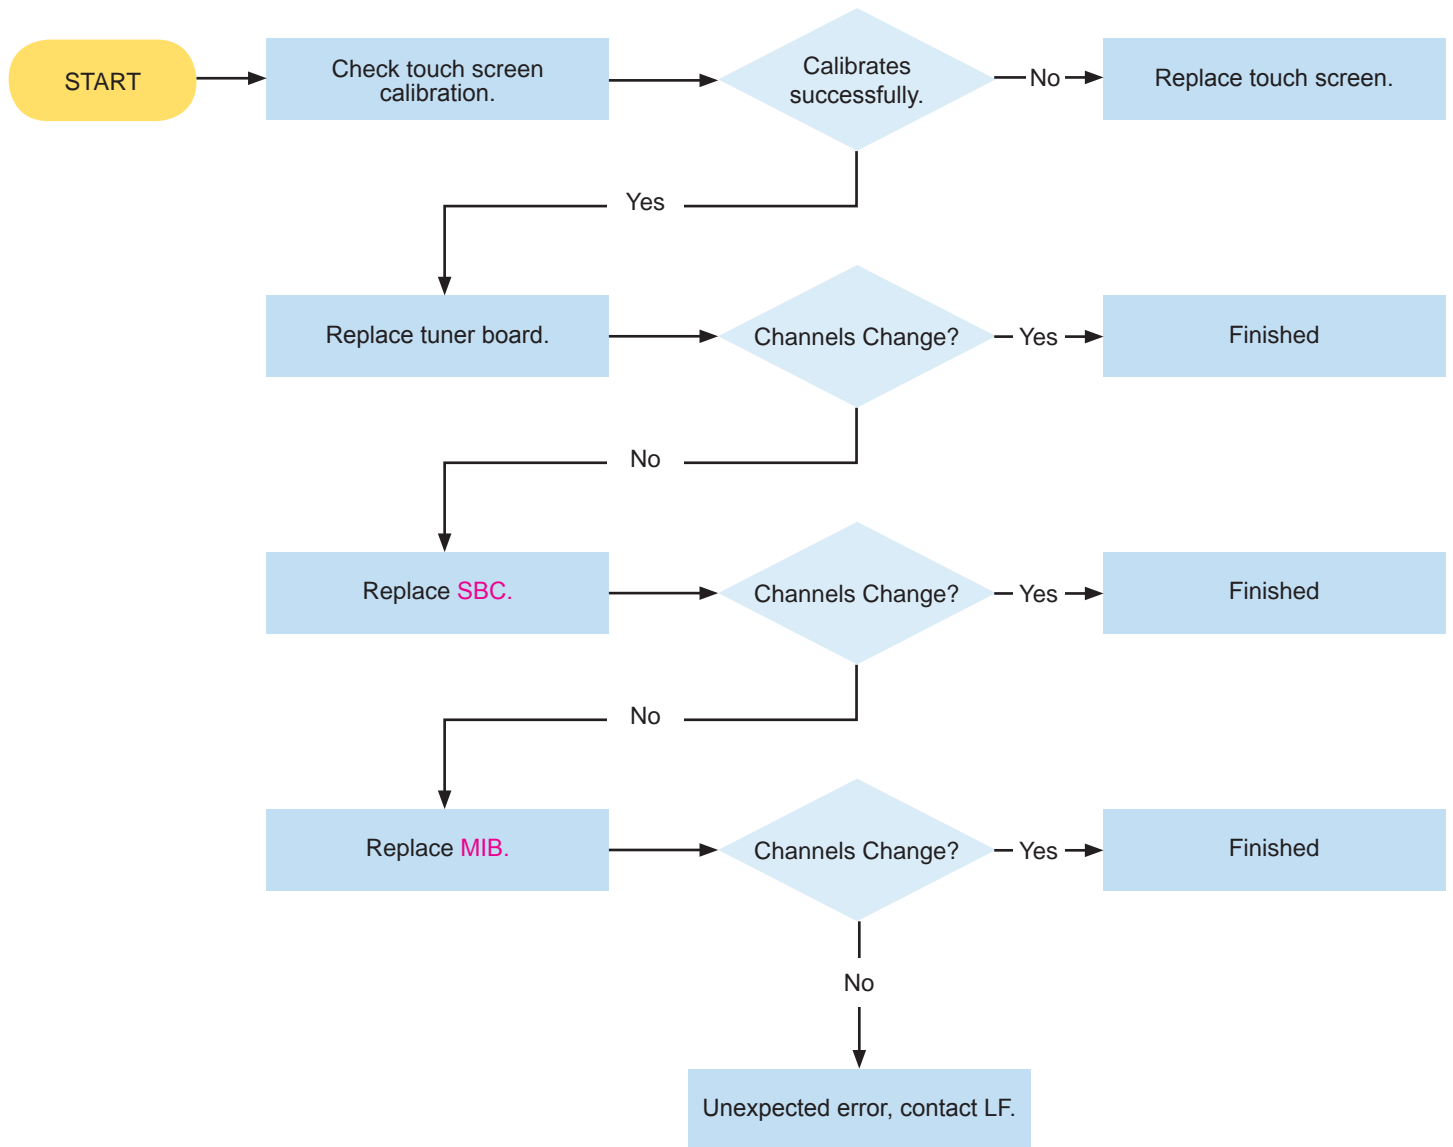 START
Check touch screen
calibration.
Calibrates
successfully.
No
Replace touch screen.
Yes
Replace tuner board.
Channels Change?
Yes
Finished
No
Replace SBC.
Channels Change?
Yes
Finished
No
Replace MIB.
Channels Change?
Yes
Finished
No
Unexpected error, contact LF.